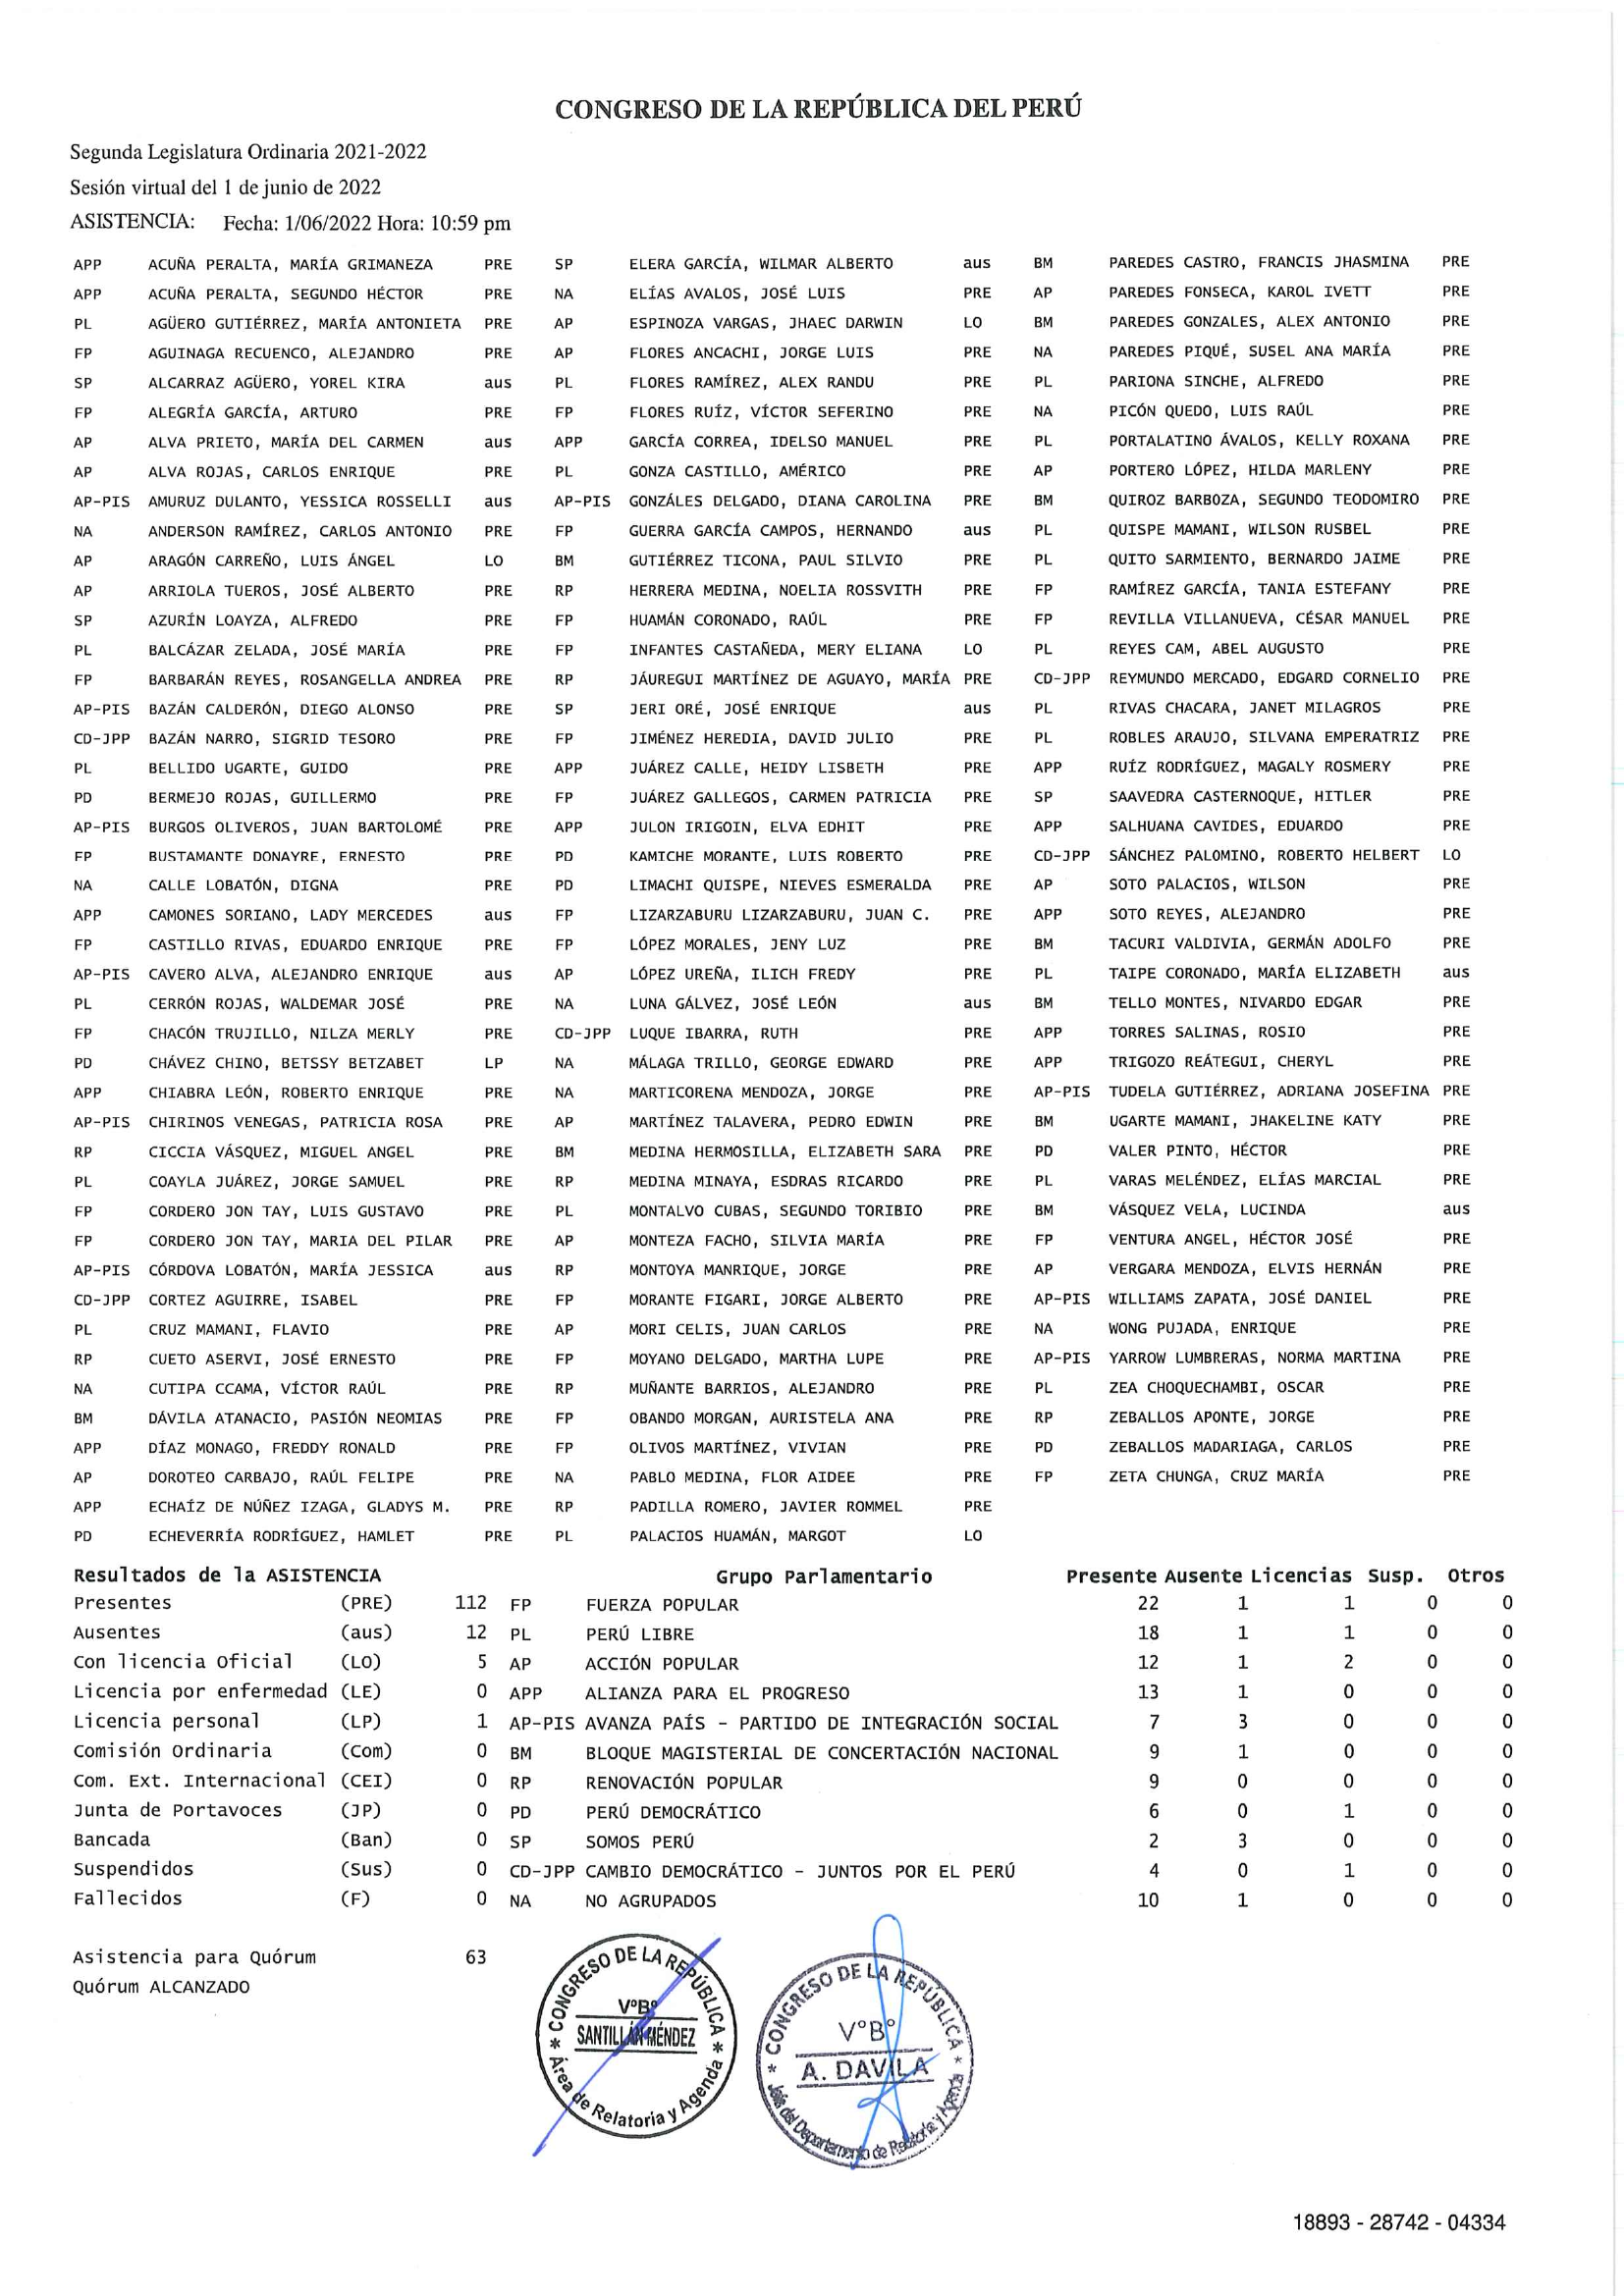 CONGRESO DE LA REPÚBLICA DEL PERÚ
Segunda Legislatura Ordinaria 2021-2022
Sesión virtual del 1 de junio de 2022
ASISTENCIA: Fecha: 1/06/2022 Hora: 10:59 pm
APP ACUÑA PERALTA, MARÍA GRIMANEZA PRE SP ELERA GARCÍA, WILMAR ALBERTO aus BM PAREDES CASTRO, FRANCIS JHASMINA PRE
APP ACUÑA PERALTA, SEGUNDO HÉCTOR PRE NA ELÍAS AVALOS, JOSÉ LUIS PRE AP PAREDES FONSECA, KAROL IVETT PRE
PL AGÜERO GUTIÉRREZ, MARÍA ANTONIETA PRE AP ESPINOZA VARGAS, JHAEC DARWIN LO BM PAREDES GONZALES, ALEX ANTONIO PRE
FP AGUINAGA RECUENCO, ALEJANDRO PRE AP FLORES ANCACHI, JORGE LUIS PRE NA PAREDES PIQUÉ, SUSEL ANA MARÍA PRE
SP ALCARRAZ AGÜERO, YOREL KIRA aus PL FLORES RAMÍREZ, ALEX RANDU PRE PL PARIONA SINCHE, ALFREDO PRE
FP ALEGRÍA GARCÍA, ARTURO PRE FP FLORES RUÍZ, VÍCTOR SEFERINO PRE NA PICÓN QUEDO, LUIS RAÚL PRE
AP ALVA PRIETO, MARÍA DEL CARMEN aus APP GARCÍA CORREA, IDELSO MANUEL PRE PL PORTALATINO ÁVALOS, KELLY ROXANA PRE
AP ALVA ROJAS, CARLOS ENRIQUE PRE PL GONZA CASTILLO, AMÉRICO PRE AP PORTERO LÓPEZ, HILDA MARLENY PRE
AP-PIS AMURUZ DULANTO, YESSICA ROSSELLI aus AP-PIS GONZÁLES DELGADO, DIANA CAROLINA PRE BM QUIROZ BARBOZA, SEGUNDO TEODOMIRO PRE
NA ANDERSON RAMÍREZ, CARLOS ANTONIO PRE FP GUERRA GARCÍA CAMPOS, HERNANDO aus PL QUISPE MAMANI, WILSON RUSBEL PRE
AP ARAGÓN CARREÑO, LUIS ÁNGEL LO BM GUTIÉRREZ TICONA, PAUL SILVIO PRE PL QUITO SARMIENTO, BERNARDO JAIME PRE
AP ARRIOLA TUEROS, JOSÉ ALBERTO PRE RP HERRERA MEDINA, NOELIA ROSSVITH PRE FP RAMÍREZ GARCÍA, TANIA ESTEFANY PRE
SP AZURÍN LOAYZA, ALFREDO PRE FP HUAMÁN CORONADO, RAÚL PRE FP REVILLA VILLANUEVA, CÉSAR MANUEL PRE
PL BALCÁZAR ZELADA, JOSÉ MARÍA PRE FP INFANTES CASTAÑEDA, MERY ELIANA LO PL REYES CAM, ABEL AUGUSTO PRE
FP BARBARÁN REYES, ROSANGELLA ANDREA PRE RP JÁUREGUI MARTÍNEZ DE AGUAYO, MARÍA PRE CD-JPP REYMUNDO MERCADO, EDGARD CORNELIO PRE
AP-PIS BAZÁN CALDERÓN, DIEGO ALONSO PRE SP JERI ORÉ, JOSÉ ENRIQUE aus PL RIVAS CHACARA, JANET MILAGROS PRE
CD-JPP BAZÁN NARRO, SIGRID TESORO PRE FP JIMÉNEZ HEREDIA, DAVID JULIO PRE PL ROBLES ARAUJO, SILVANA EMPERATRIZ PRE
PL BELLIDO UGARTE, GUIDO PRE APP JUÁREZ CALLE, HEIDY LISBETH PRE APP RUÍZ RODRÍGUEZ, MAGALY ROSMERY PRE
PD BERMEJO ROJAS, GUILLERMO PRE FP JUÁREZ GALLEGOS, CARMEN PATRICIA PRE SP SAAVEDRA CASTERNOQUE, HITLER PRE
AP-PIS BURGOS OLIVEROS, JUAN BARTOLOMÉ PRE APP JULON IRIGOIN, ELVA EDHIT PRE APP SALHUANA CAVIDES, EDUARDO PRE
FP BUSTAMANTE DONAYRE, ERNESTO PRE PD KAMICHE MORANTE, LUIS ROBERTO PRE CD-JPP SÁNCHEZ PALOMINO, ROBERTO HELBERT LO
NA CALLE LOBATÓN, DIGNA PRE PD LIMACHI QUISPE, NIEVES ESMERALDA PRE AP SOTO PALACIOS, WILSON PRE
APP CAMONES SORIANO, LADY MERCEDES aus FP LIZARZABURU LIZARZABURU, JUAN C. PRE APP SOTO REYES, ALEJANDRO PRE
FP CASTILLO RIVAS, EDUARDO ENRIQUE PRE FP LÓPEZ MORALES, JENY LUZ PRE BM TACURI VALDIVIA, GERMÁN ADOLFO PRE
AP-PIS CAVERO ALVA, ALEJANDRO ENRIQUE aus AP LÓPEZ UREÑA, ILICH FREDY PRE PL TAIPE CORONADO, MARÍA ELIZABETH aus
PL CERRÓN ROJAS, WALDEMAR JOSÉ PRE NA LUNA GÁLVEZ, JOSÉ LEÓN aus BM TELLO MONTES, NIVARDO EDGAR PRE
FP CHACÓN TRUJILLO, NILZA MERLY PRE CD-JPP LUQUE IBARRA, RUTH PRE APP TORRES SALINAS, ROSIO PRE
PD CHÁVEZ CHINO, BETSSY BETZABET LP NA MÁLAGA TRILLO, GEORGE EDWARD PRE APP TRIGOZO REÁTEGUI, CHERYL PRE
APP CHIABRA LEÓN, ROBERTO ENRIQUE PRE NA MARTICORENA MENDOZA, JORGE PRE AP-PIS TUDELA GUTIÉRREZ, ADRIANA JOSEFINA PRE
AP-PIS CHIRINOS VENEGAS, PATRICIA ROSA PRE AP MARTÍNEZ TALAVERA, PEDRO EDWIN PRE BM UGARTE MAMANI, JHAKELINE KATY PRE
RP CICCIA VÁSQUEZ, MIGUEL ANGEL PRE BM MEDINA HERMOSILLA, ELIZABETH SARA PRE PD VALER PINTO, HÉCTOR PRE
PL COAYLA JUÁREZ, JORGE SAMUEL PRE RP MEDINA MINAYA, ESDRAS RICARDO PRE PL VARAS MELÉNDEZ, ELÍAS MARCIAL PRE
FP CORDERO JON TAY, LUIS GUSTAVO PRE PL MONTALVO CUBAS, SEGUNDO TORIBIO PRE BM VÁSQUEZ VELA, LUCINDA aus
FP CORDERO JON TAY, MARIA DEL PILAR PRE AP MONTEZA FACHO, SILVIA MARÍA PRE FP VENTURA ANGEL, HÉCTOR JOSÉ PRE
AP-PIS CÓRDOVA LOBATÓN, MARÍA JESSICA aus RP MONTOYA MANRIQUE, JORGE PRE AP VERGARA MENDOZA, ELVIS HERNÁN PRE
CD-JPP CORTEZ AGUIRRE, ISABEL PRE FP MORANTE FIGARI, JORGE ALBERTO PRE AP-PIS WILLIAMS ZAPATA, JOSÉ DANIEL PRE
PL CRUZ MAMANI, FLAVIO PRE AP MORI CELIS, JUAN CARLOS PRE NA WONG PUJADA, ENRIQUE PRE
RP CUETO ASERVI, JOSÉ ERNESTO PRE FP MOYANO DELGADO, MARTHA LUPE PRE AP-PIS YARROW LUMBRERAS, NORMA MARTINA PRE
NA CUTIPA CCAMA, VÍCTOR RAÚL PRE RP MUÑANTE BARRIOS, ALEJANDRO PRE PL ZEA CHOQUECHAMBI, OSCAR PRE
BM DÁVILA ATANACIO, PASIÓN NEOMIAS PRE FP OBANDO MORGAN, AURISTELA ANA PRE RP ZEBALLOS APONTE, JORGE PRE
APP DÍAZ MONAGO, FREDDY RONALD PRE FP OLIVOS MARTÍNEZ, VIVIAN PRE PD ZEBALLOS MADARIAGA, CARLOS PRE
AP DOROTEO CARBAJO, RAÚL FELIPE PRE NA PABLO MEDINA, FLOR AIDEE PRE FP ZETA CHUNGA, CRUZ MARÍA PRE
APP ECHAÍZ DE NÚÑEZ IZAGA, GLADYS M. PRE RP PADILLA ROMERO, JAVIER ROMMEL PRE
PD ECHEVERRÍA RODRÍGUEZ, HAMLET PRE PL PALACIOS HUAMÁN, MARGOT LO
Resultados de la ASISTENCIA Grupo Parlamentario Presente Ausente Licencias Susp. Otros
Presentes (PRE) 112 FP FUERZA POPULAR 22 1 1 0 0
Ausentes (aus) 12 PL PERÚ LIBRE 18 1 1 0 0
Con licencia Oficial (LO) 5 AP ACCIÓN POPULAR 12 1 2 0 0
Licencia por enfermedad (LE) 0 APP ALIANZA PARA EL PROGRESO 13 1 0 0 0
Licencia personal (LP) 1 AP-PIS AVANZA PAÍS - PARTIDO DE INTEGRACIÓN SOCIAL 7 3 0 0 0
Comisión Ordinaria (Com) 0 BM BLOQUE MAGISTERIAL DE CONCERTACIÓN NACIONAL 9 1 0 0 0
Com. Ext. Internacional (CEI) 0 RP RENOVACIÓN POPULAR 9 0 0 0 0
Junta de Portavoces (JP) 0 PD PERÚ DEMOCRÁTICO 6 0 1 0 0
Bancada (Ban) 0 SP SOMOS PERÚ 2 3 0 0 0
Suspendidos (Sus) 0 CD-JPP CAMBIO DEMOCRÁTICO - JUNTOS POR EL PERÚ 4 0 1 0 0
Fallecidos (F) 0 NA NO AGRUPADOS 10 1 0 0 0
Asistencia para Quórum 63
Quórum ALCANZADO
* CONGRESO DE LA REPÚBLICA *
V°B°
SANTILLÁN MÉNDEZ
Área de Relatoria y Agenda
* CONGRESO DE LA REPÚBLICA *
V°B°
A. DAVILA
Jefe del Departamento de Relatoría y Agenda
18893 - 28742 - 04334